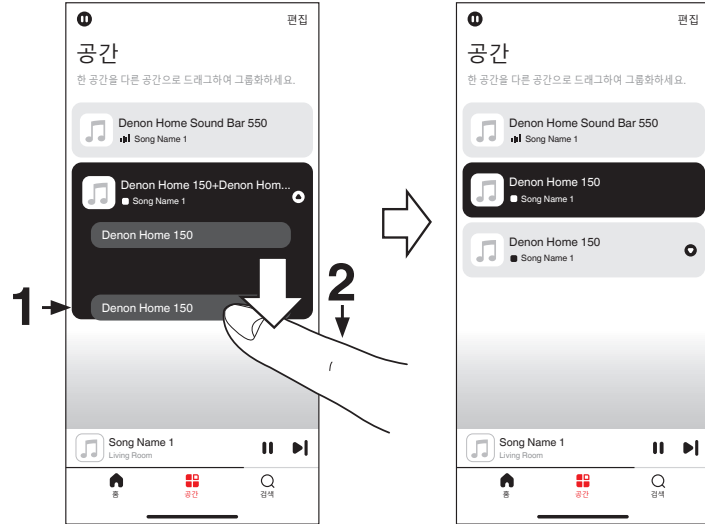 편집
공간
한 공간을 다른 공간으로 드래그하여 그룹화하세요.
Denon Home Sound Bar 550
Song Name 1
Denon Home 150+Denon Hom...
Song Name 1
Denon Home 150
1
Denon Home 150
2
Song Name 1
Living Room
홈
공간
검색
편집
공간
한 공간을 다른 공간으로 드래그하여 그룹화하세요.
Denon Home Sound Bar 550
Song Name 1
Denon Home 150
Song Name 1
Denon Home 150
Song Name 1
Song Name 1
Living Room
홈
공간
검색